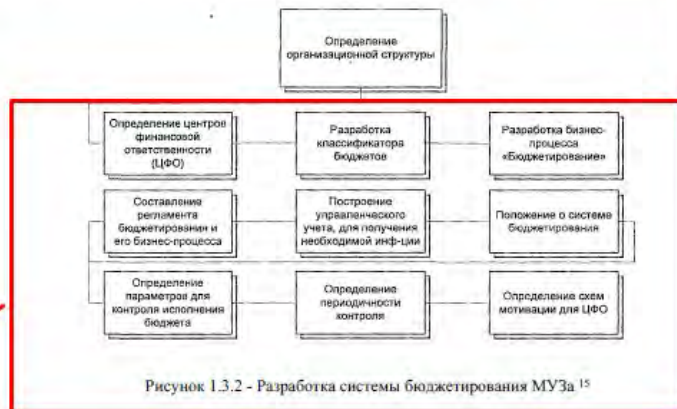 Определение
организационной структуры
Определение центров
финансовой
ответственности
(ЦФО)
Разработка
классификатора
бюджетов
Разработка бизнес-
процесса
«Бюджетирование»
Составление
регламента
бюджетирования и
его бизнес-процесса
Построение
управленческого
учета, для получения
необходимой инф-ции
Положение о системе
бюджетирования
Определение
параметров для
контроля исполнения
бюджета
Определение
периодичности
контроля
Определение схем
мотивации для ЦФО
Рисунок 1.3.2 - Разработка системы бюджетирования МУЗа 15